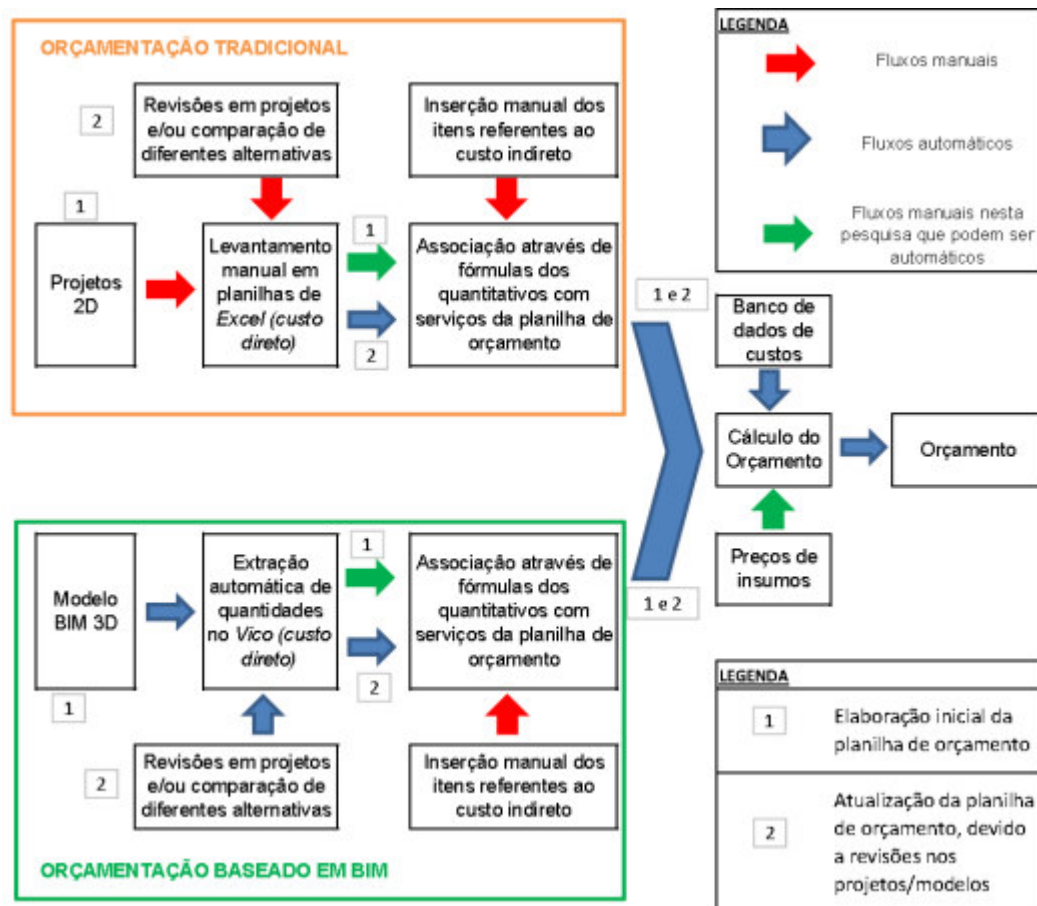 ORÇAMENTAÇÃO TRADICIONAL
2
Revisões em projetos
e/ou comparação de
diferentes alternativas
Inserção manual dos
itens referentes ao
custo indireto
1
Projetos
2D
Levantamento
manual em
planilhas de
Excel (custo
direto)
1
2
Associação através de
fórmulas dos
quantitativos com
serviços da planilha de
orçamento
LEGENDA
Fluxos manuais
Fluxos automáticos
Fluxos manuais nesta
pesquisa que podem ser
automáticos
1 e 2
Banco de
dados de
custos
Cálculo do
Orçamento
Orçamento
Preços de
insumos
1 e 2
Modelo
BIM 3D
1
Extração
automática de
quantidades
no Vico (custo
direto)
1
2
Associação através de
fórmulas dos
quantitativos com
serviços da planilha de
orçamento
2
Revisões em projetos
e/ou comparação de
diferentes alternativas
Inserção manual dos
itens referentes ao
custo indireto
ORÇAMENTAÇÃO BASEADO EM BIM
LEGENDA
1
Elaboração inicial da
planilha de orçamento
2
Atualização da planilha
de orçamento, devido
a revisões nos
projetos/modelos